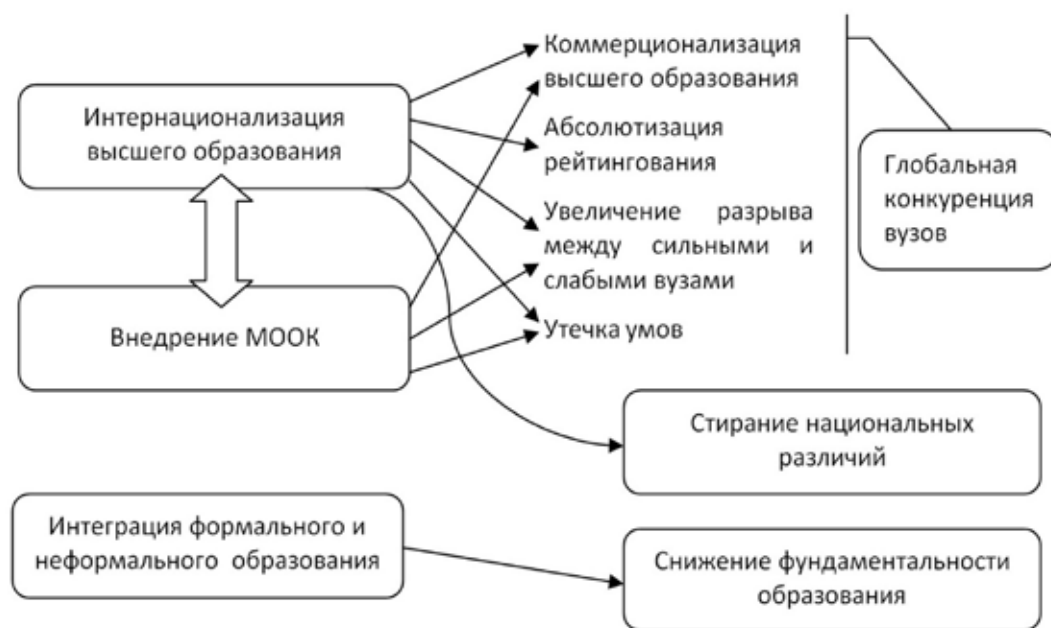 Интернационализация
высшего образования
Внедрение МООК
Интеграция формального и
неформального образования
Коммерционализация
высшего образования
Абсолютизация
рейтингования
Увеличение разрыва
между сильными и
слабыми вузами
Утечка умов
Глобальная
конкуренция
вузов
Стирание национальных
различий
Снижение фундаментальности
образования